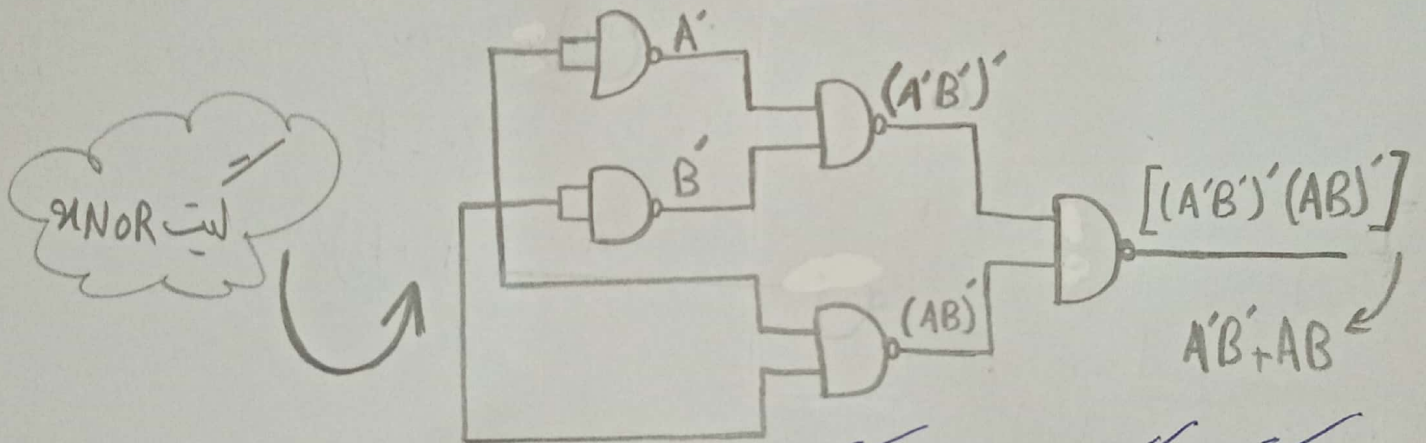 A′
(A′B′)′
B′
گیت xNoR
[(A′B′)′(AB)′]′
(AB)′
A′B′+AB